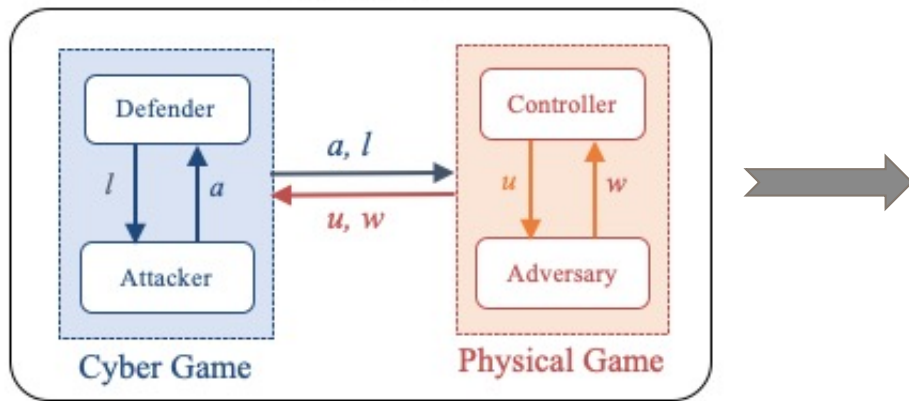 Defender
l
a
Attacker
Cyber Game
a, l
u, w
Controller
u
w
Adversary
Physical Game